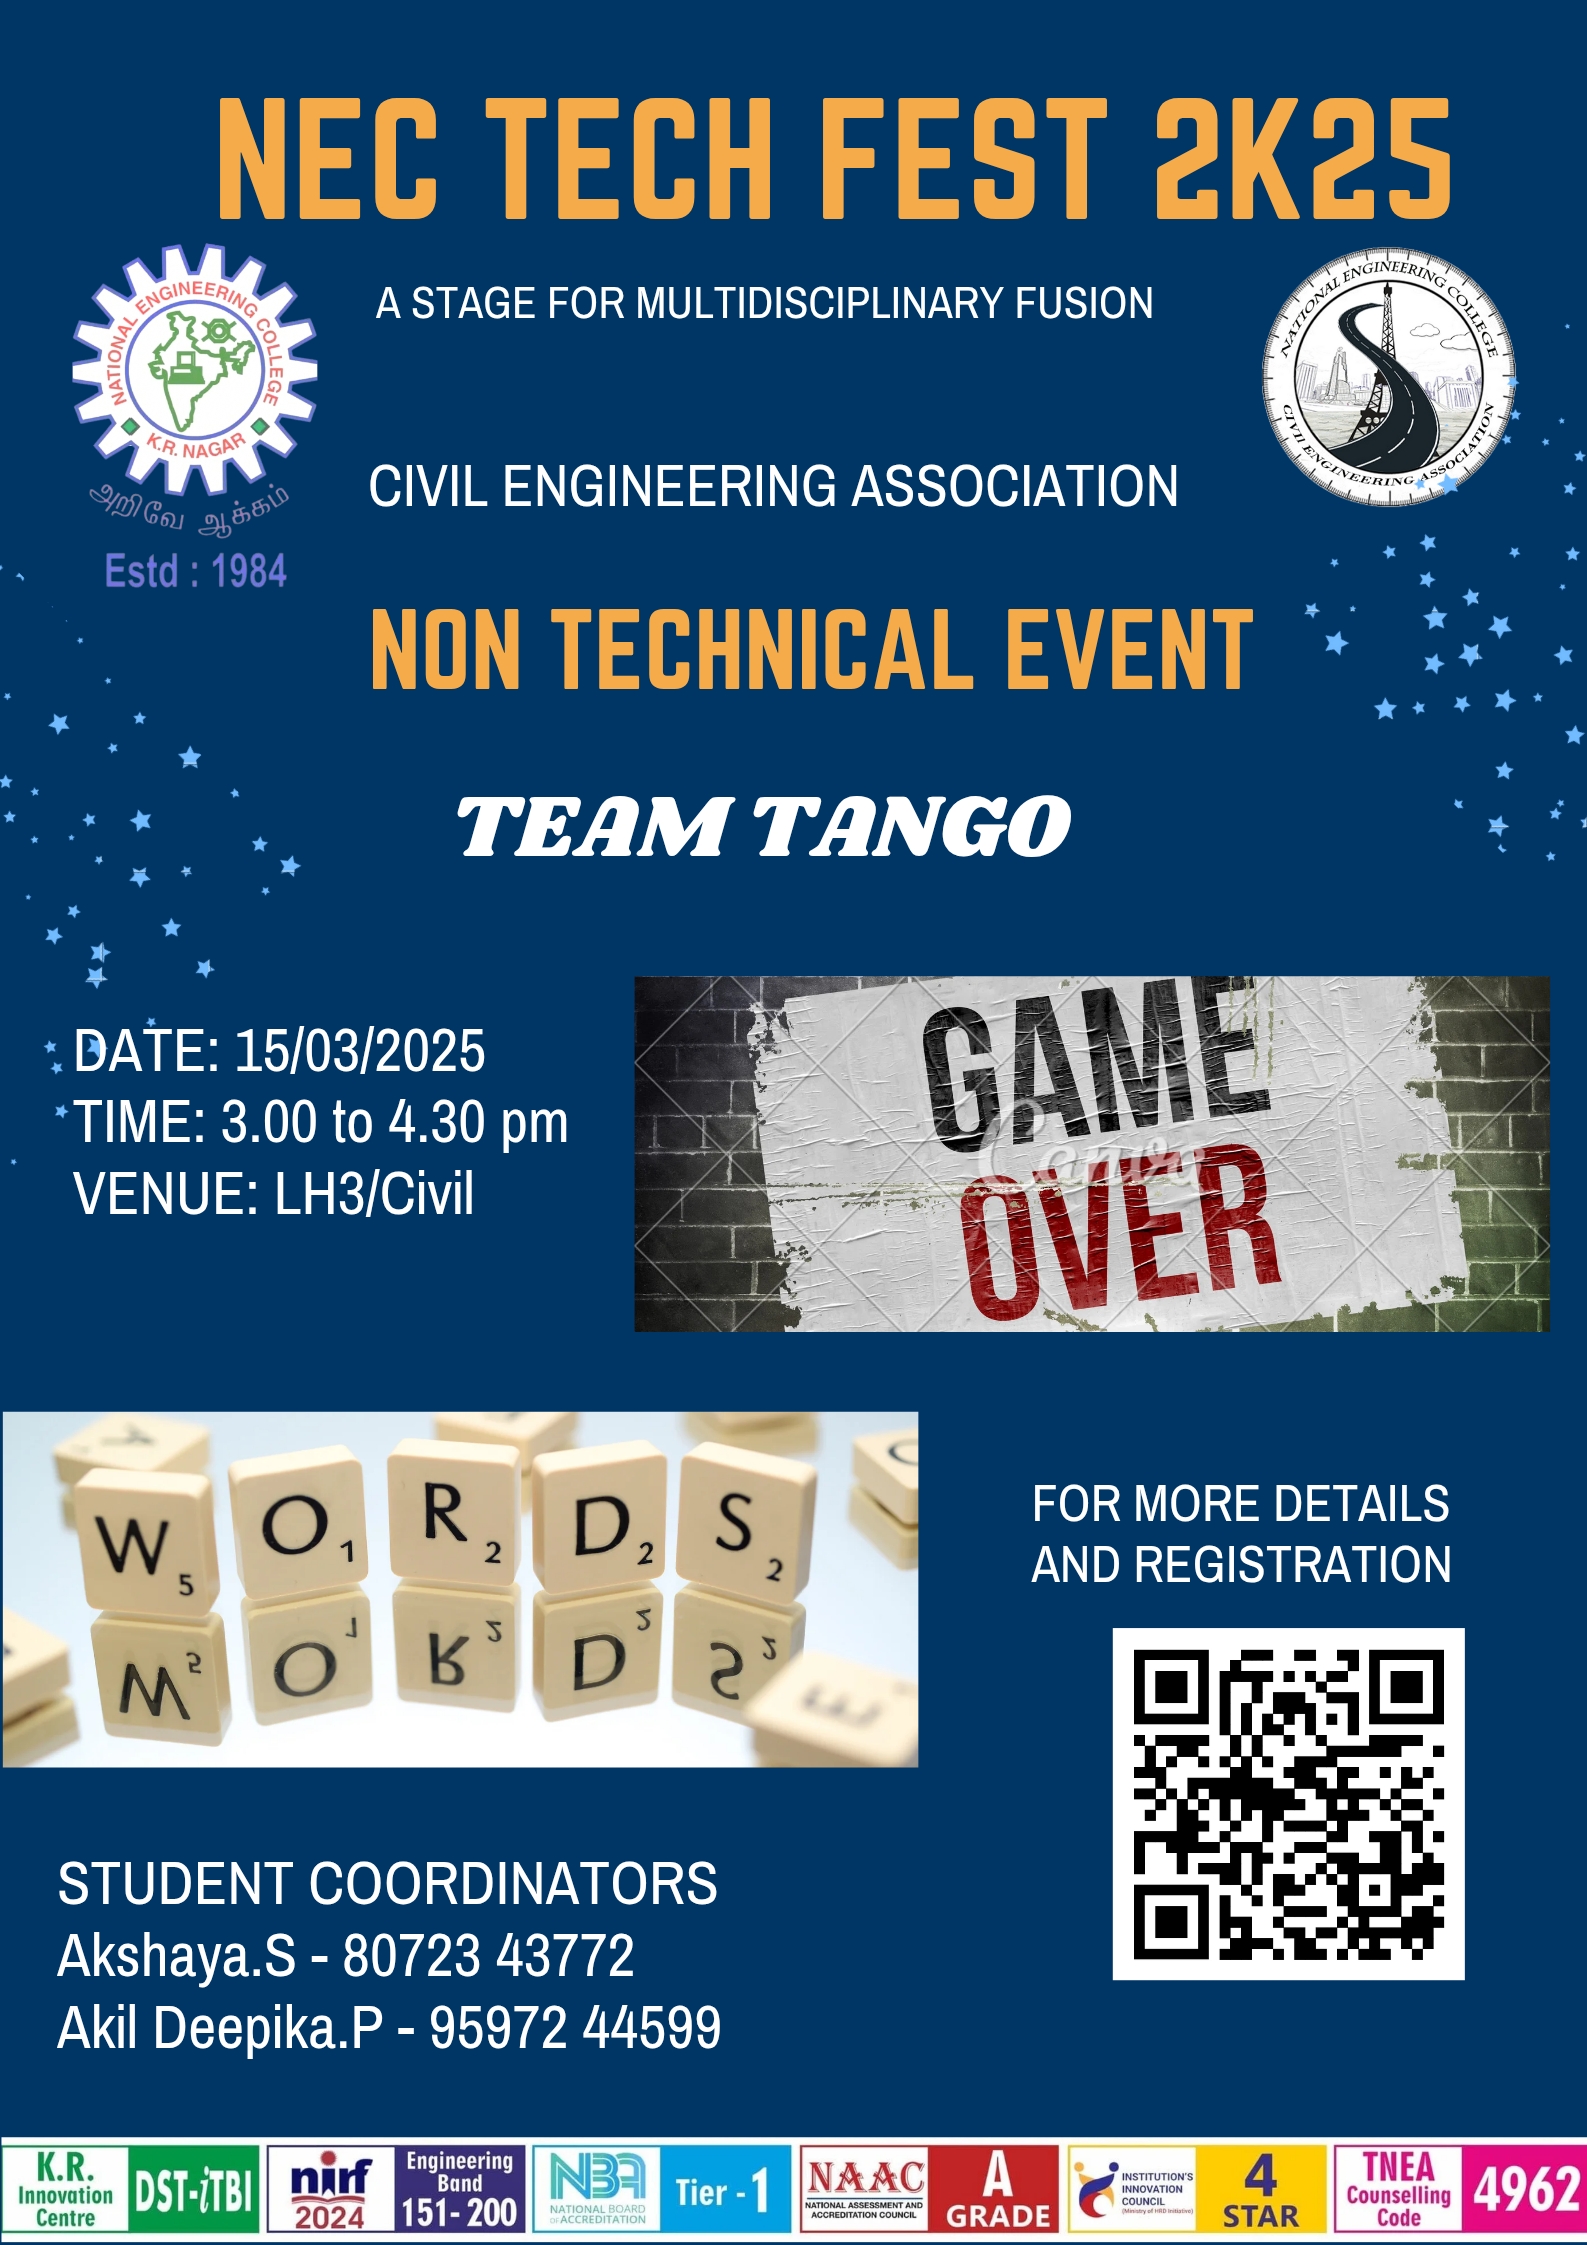 NEC TECH FEST 2K25
A STAGE FOR MULTIDISCIPLINARY FUSION
NATIONAL ENGINEERING COLLEGE
K.R. NAGAR
அறிவே ஆக்கம்
Estd : 1984
NATIONAL ENGINEERING COLLEGE
CIVIL ENGINEERING ASSOCIATION
CIVIL ENGINEERING ASSOCIATION
NON TECHNICAL EVENT
TEAM TANGO
DATE: 15/03/2025
TIME: 3.00 to 4.30 pm
VENUE: LH3/Civil
GAME
OVER
Canva
W5 O1 R2 D2 S2
FOR MORE DETAILS
AND REGISTRATION
STUDENT COORDINATORS
Akshaya.S - 80723 43772
Akil Deepika.P - 95972 44599
K.R.
Innovation
Centre
DST-iTBI
nirf
2024
Engineering
Band
151-200
NBA
NATIONAL BOARD
OF ACCREDITATION
Tier - 1
NAAC
NATIONAL ASSESSMENT AND
ACCREDITATION COUNCIL
A
GRADE
INSTITUTION'S
INNOVATION
COUNCIL
(Ministry of HRD Initiative)
4
STAR
TNEA
Counselling
Code
4962